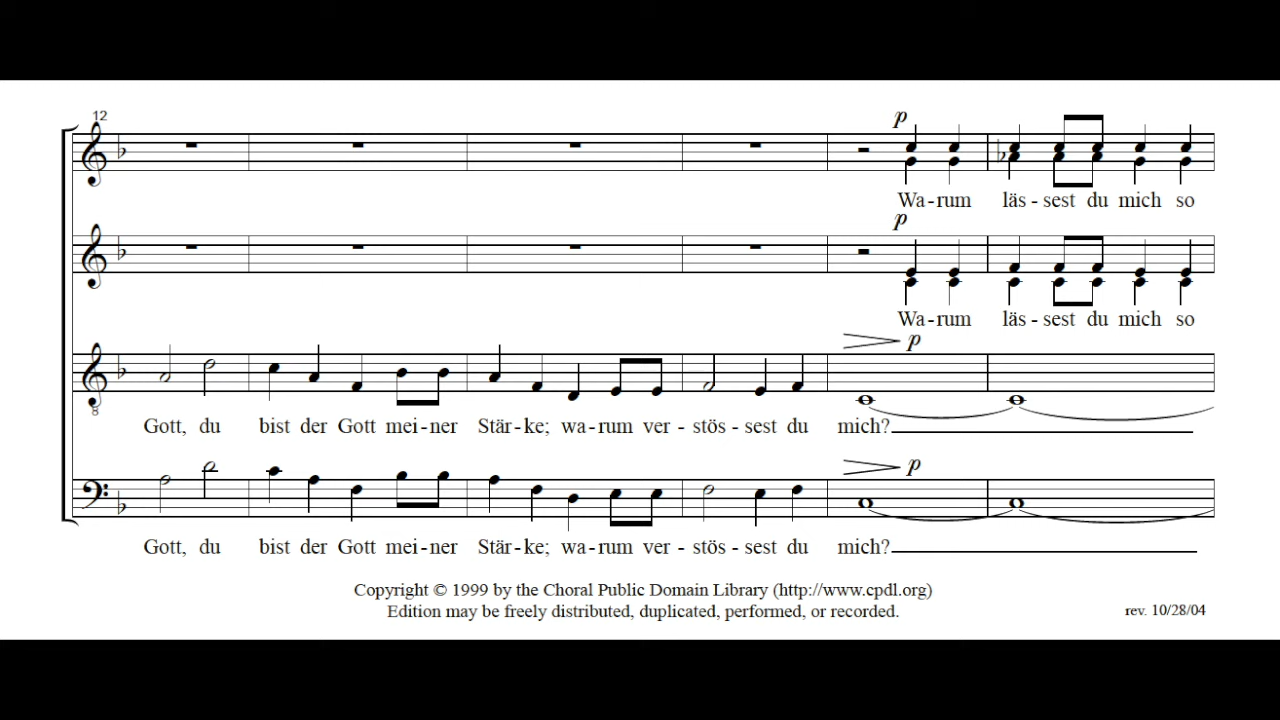 12
p
Wa-rum läs-sest du mich so
p
Wa-rum läs-sest du mich so
p
8
Gott, du bist der Gott mei-ner Stär-ke; wa-rum ver-stös-sest du mich?
p
Gott, du bist der Gott mei-ner Stär-ke; wa-rum ver-stös-sest du mich?
Copyright © 1999 by the Choral Public Domain Library (http://www.cpdl.org)
Edition may be freely distributed, duplicated, performed, or recorded.
rev. 10/28/04